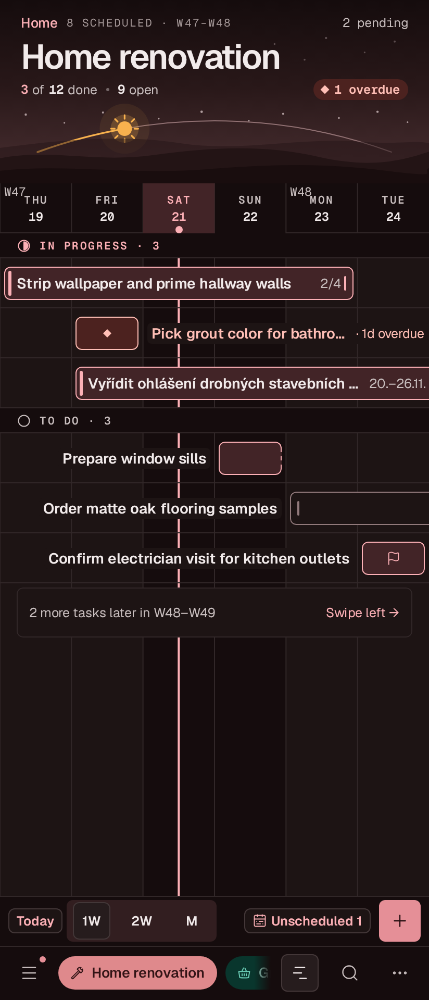 Home 8 SCHEDULED · W47–W48 2 pending
Home renovation
3 of 12 done • 9 open ◆ 1 overdue
W47 W48
THU FRI SAT SUN MON TUE
19 20 21 22 23 24
IN PROGRESS · 3
Strip wallpaper and prime hallway walls 2/4
Pick grout color for bathro… · 1d overdue
Vyřídit ohlášení drobných stavebních … 20.–26.11.
TO DO · 3
Prepare window sills
Order matte oak flooring samples
Confirm electrician visit for kitchen outlets
2 more tasks later in W48–W49 Swipe left →
Today 1W 2W M Unscheduled 1 +
Home renovation G